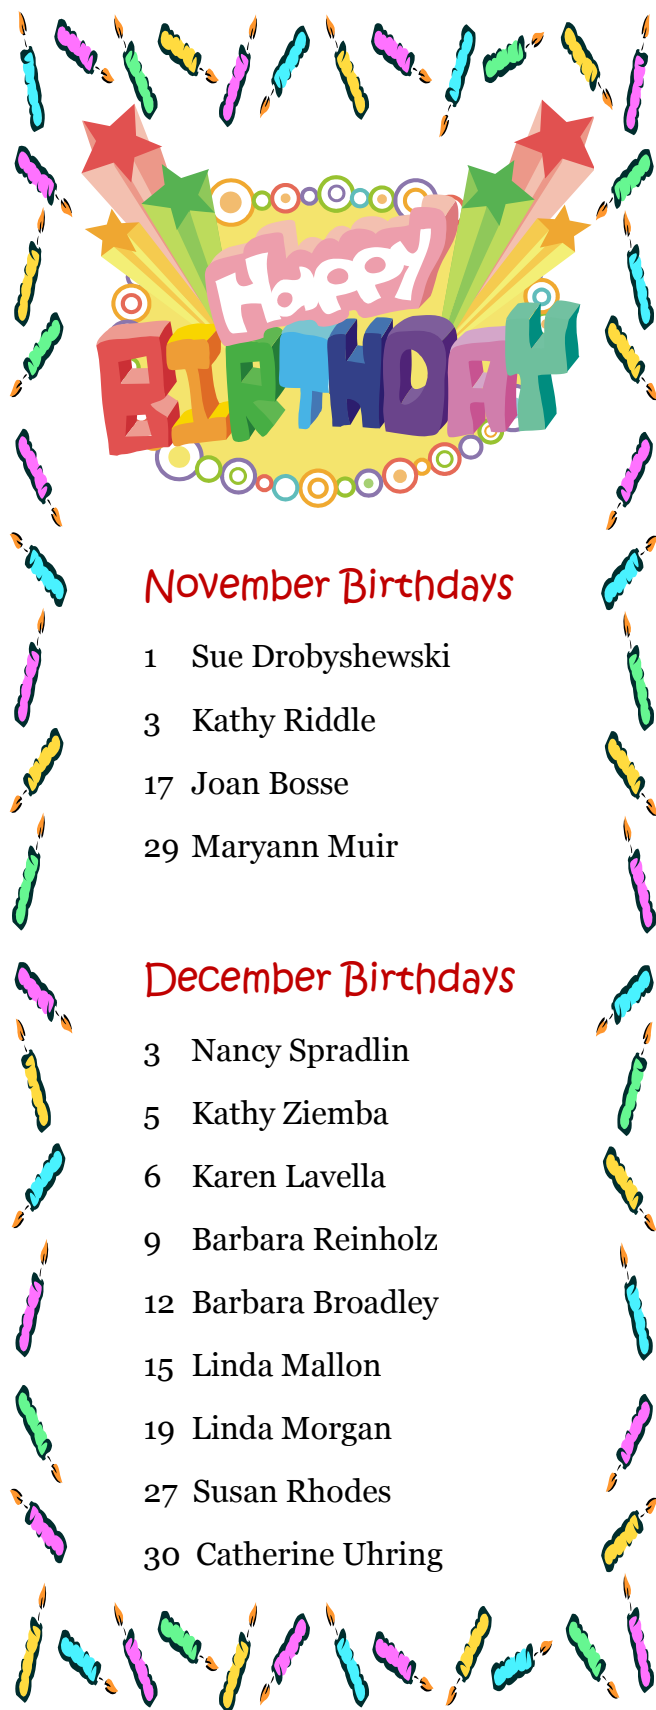 Happy
BIRTHDAY
November Birthdays
1 Sue Drobyshewski
3 Kathy Riddle
17 Joan Bosse
29 Maryann Muir
December Birthdays
3 Nancy Spradlin
5 Kathy Ziemba
6 Karen Lavella
9 Barbara Reinholz
12 Barbara Broadley
15 Linda Mallon
19 Linda Morgan
27 Susan Rhodes
30 Catherine Uhring